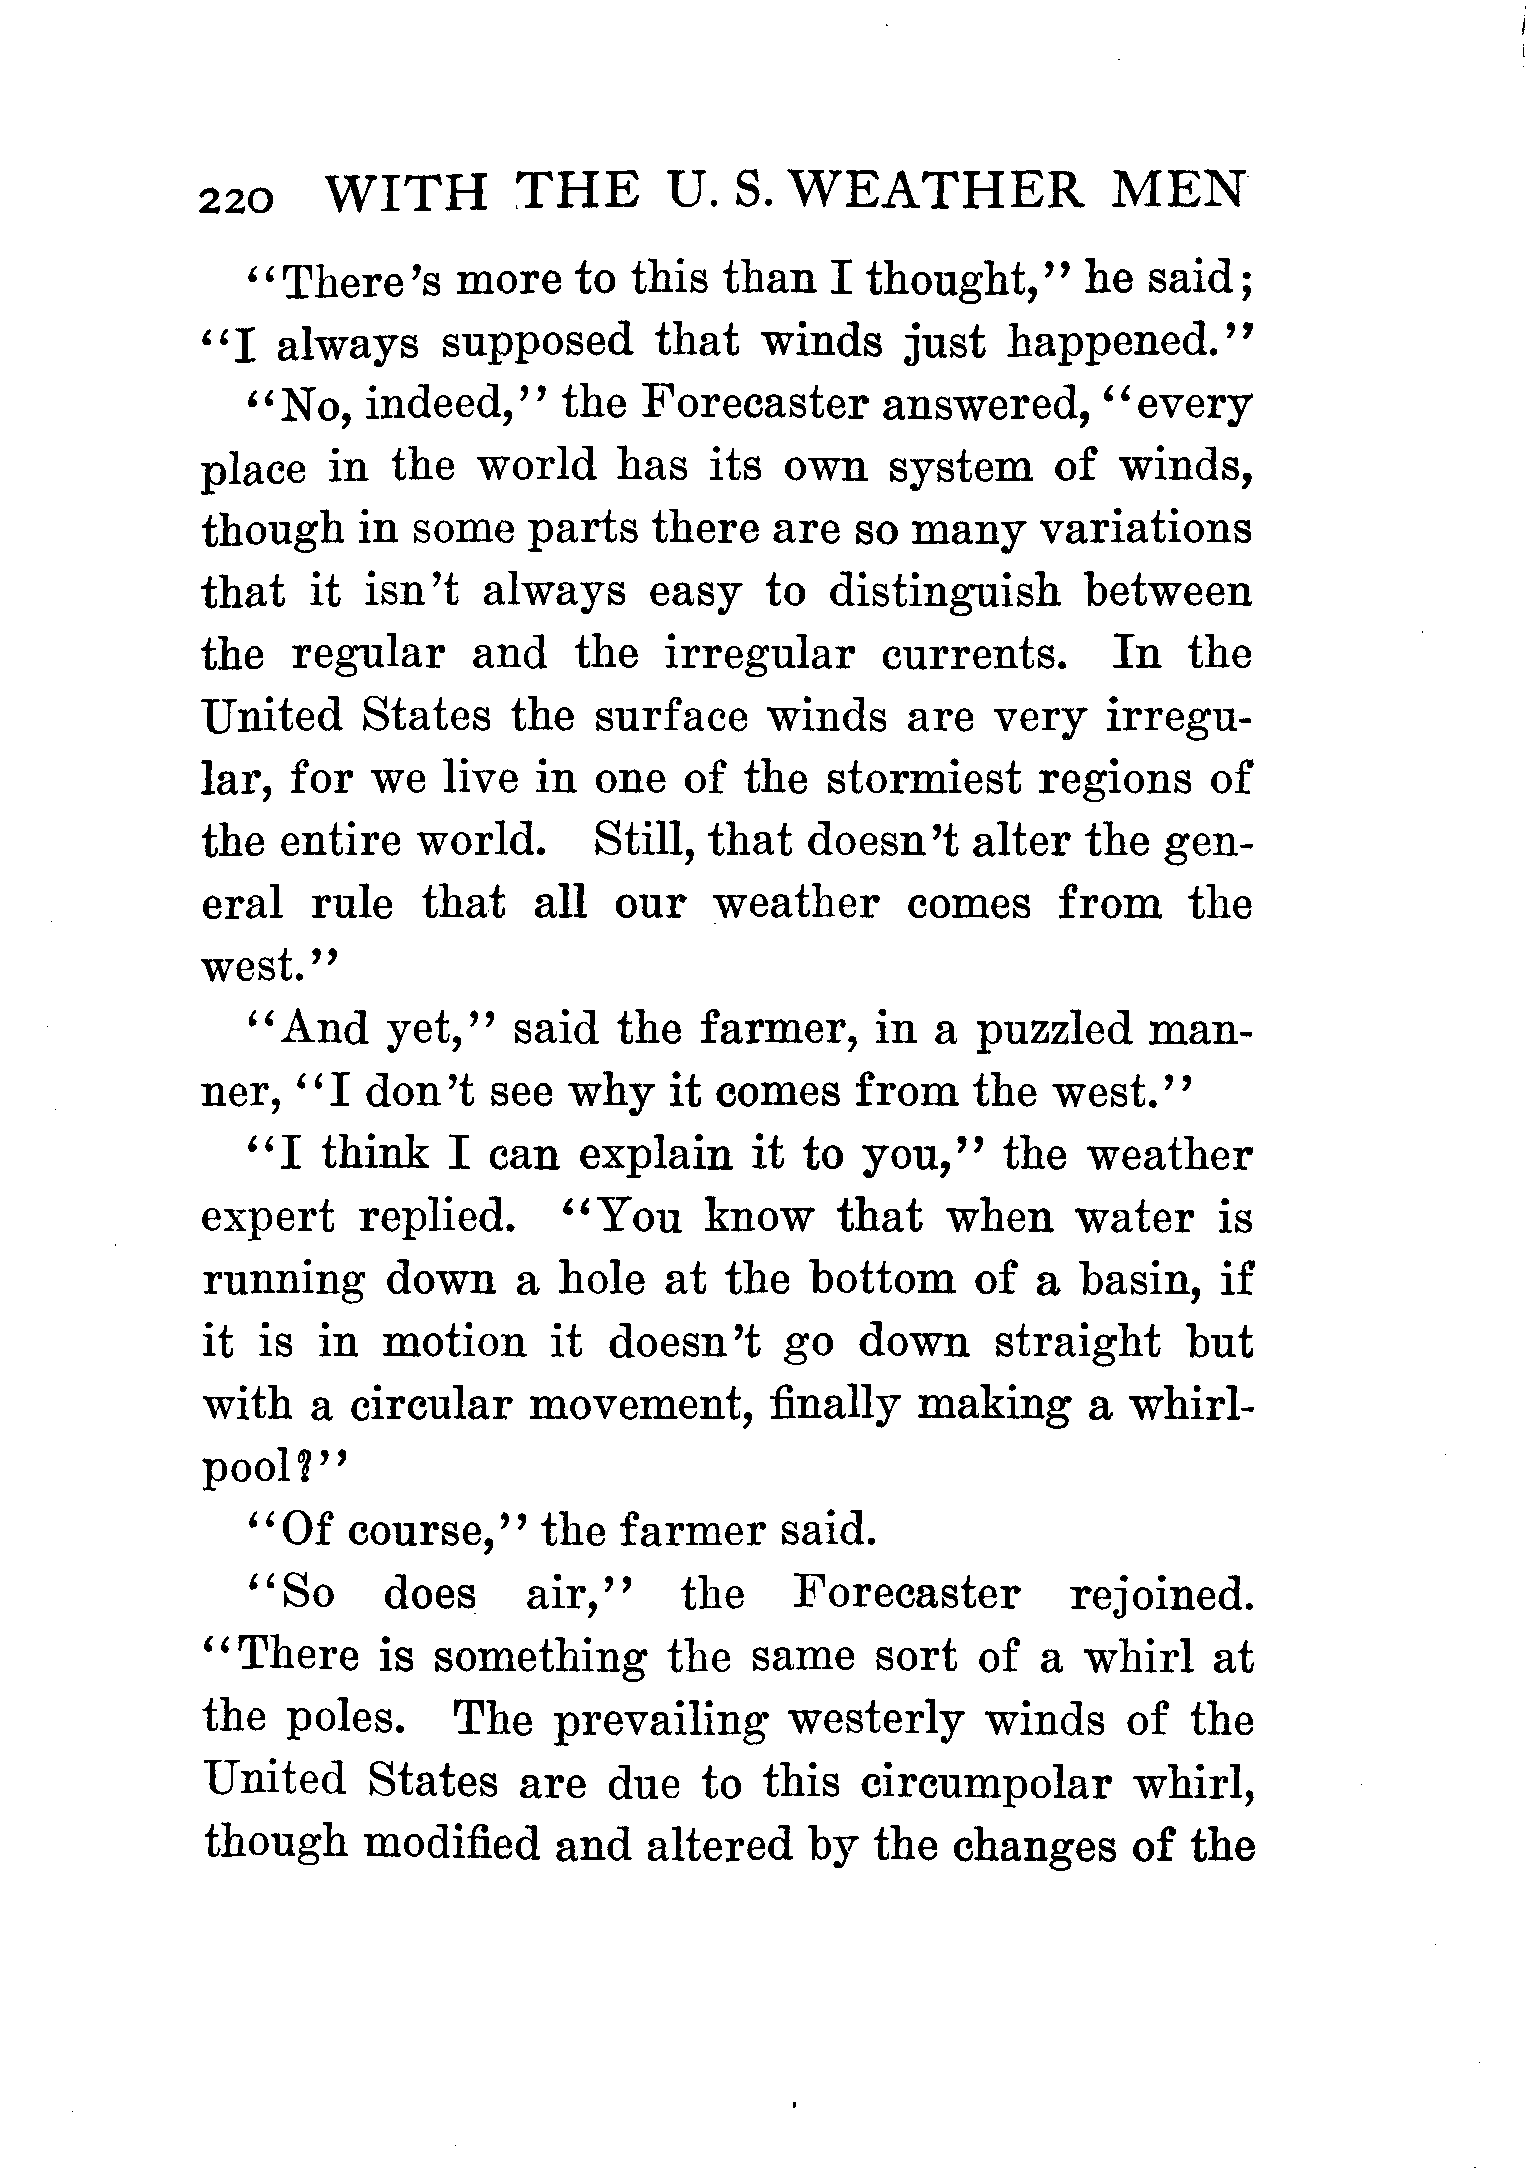 220 WITH THE U. S. WEATHER MEN
"There's more to this than I thought," he said;
"I always supposed that winds just happened."
"No, indeed," the Forecaster answered, "every
place in the world has its own system of winds,
though in some parts there are so many variations
that it isn't always easy to distinguish between
the regular and the irregular currents. In the
United States the surface winds are very irregu-
lar, for we live in one of the stormiest regions of
the entire world. Still, that doesn't alter the gen-
eral rule that all our weather comes from the
west."
"And yet," said the farmer, in a puzzled man-
ner, "I don't see why it comes from the west."
"I think I can explain it to you," the weather
expert replied. "You know that when water is
running down a hole at the bottom of a basin, if
it is in motion it doesn't go down straight but
with a circular movement, finally making a whirl-
pool?"
"Of course," the farmer said.
"So does air," the Forecaster rejoined.
"There is something the same sort of a whirl at
the poles. The prevailing westerly winds of the
United States are due to this circumpolar whirl,
though modified and altered by the changes of the